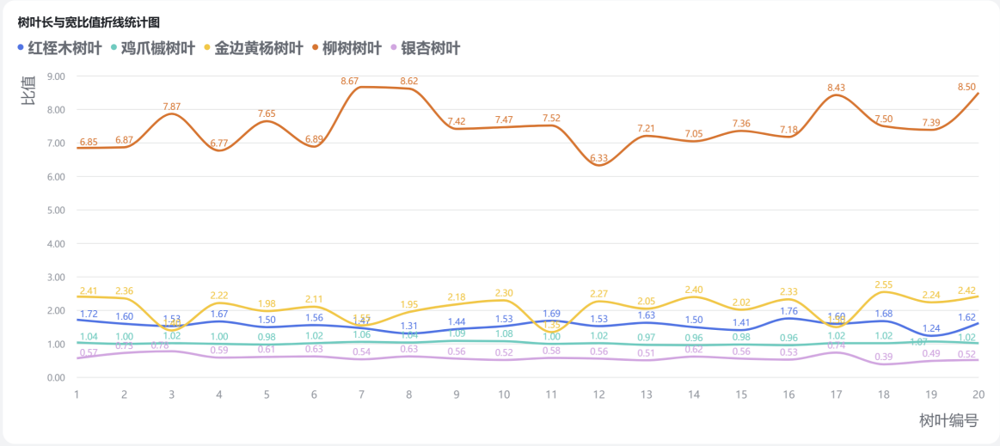 树叶长与宽比值折线统计图
红桎木树叶 鸡爪槭树叶 金边黄杨树叶 柳树树叶 银杏树叶
比值
9.00
8.00
7.00
6.00
5.00
4.00
3.00
2.00
1.00
0.00
6.85 6.87 7.87 6.77 7.65 6.89 8.67 8.62 7.42 7.47 7.52 6.33 7.21 7.05 7.36 7.18 8.43 7.50 7.39 8.50
2.41 2.36 2.22 1.98 2.11 1.95 2.18 2.30 1.35 2.27 2.05 2.40 2.02 2.33 2.55 2.24 2.42
1.72 1.60 1.53 1.67 1.50 1.56 1.47 1.31 1.44 1.53 1.69 1.53 1.63 1.50 1.41 1.76 1.60 1.68 1.24 1.62
1.04 1.00 1.02 1.00 0.98 1.02 1.06 1.04 1.09 1.08 1.00 1.02 0.97 0.96 0.98 0.96 1.02 1.02 1.07 1.02
0.57 0.73 0.78 0.59 0.61 0.63 0.54 0.63 0.56 0.52 0.58 0.56 0.51 0.62 0.56 0.53 0.74 0.39 0.49 0.52
1 2 3 4 5 6 7 8 9 10 11 12 13 14 15 16 17 18 19 20
树叶编号